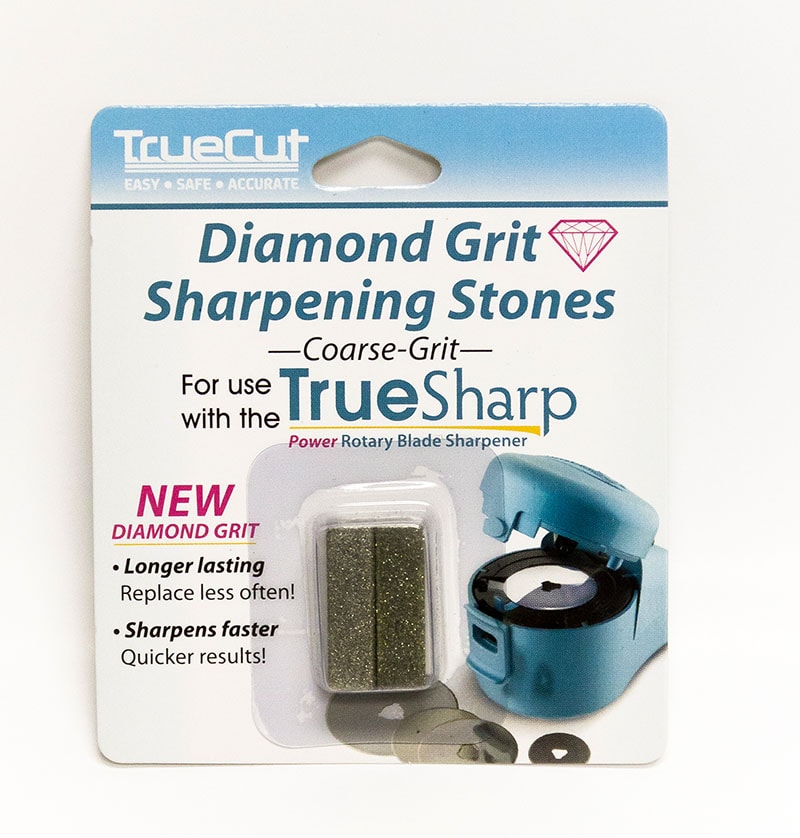 TrueCut
EASY • SAFE • ACCURATE
Diamond Grit
Sharpening Stones
—Coarse-Grit—
For use
with the
TrueSharp
Power Rotary Blade Sharpener
NEW
DIAMOND GRIT
• Longer lasting
Replace less often!
• Sharpens faster
Quicker results!